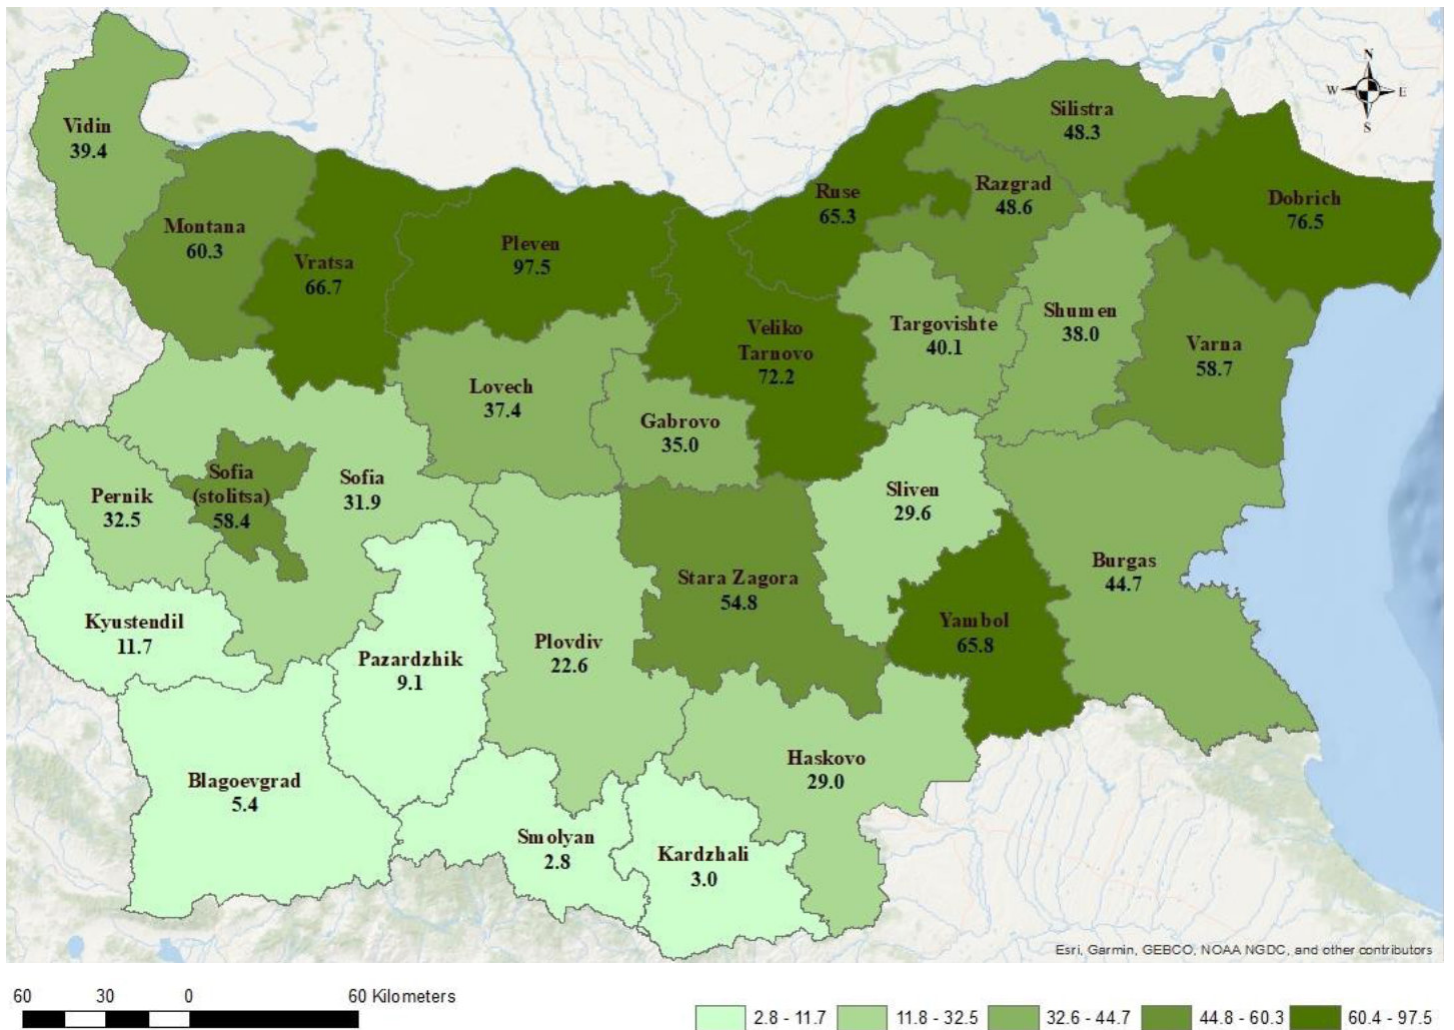 N
W E
S
Vidin
39.4
Montana
60.3
Vratsa
66.7
Pleven
97.5
Ruse
65.3
Silistra
48.3
Razgrad
48.6
Dobrich
76.5
Veliko
Tarnovo
72.2
Targovishte
40.1
Shumen
38.0
Varna
58.7
Lovech
37.4
Gabrovo
35.0
Pernik
32.5
Sofia
(stolitsa)
58.4
Sofia
31.9
Sliven
29.6
Burgas
44.7
Kyustendil
11.7
Pazardzhik
9.1
Plovdiv
22.6
Stara Zagora
54.8
Yambol
65.8
Blagoevgrad
5.4
Haskovo
29.0
Smolyan
2.8
Kardzhali
3.0
Esri, Garmin, GEBCO, NOAA NGDC, and other contributors
60 30 0 60 Kilometers
2.8 - 11.7 11.8 - 32.5 32.6 - 44.7 44.8 - 60.3 60.4 - 97.5